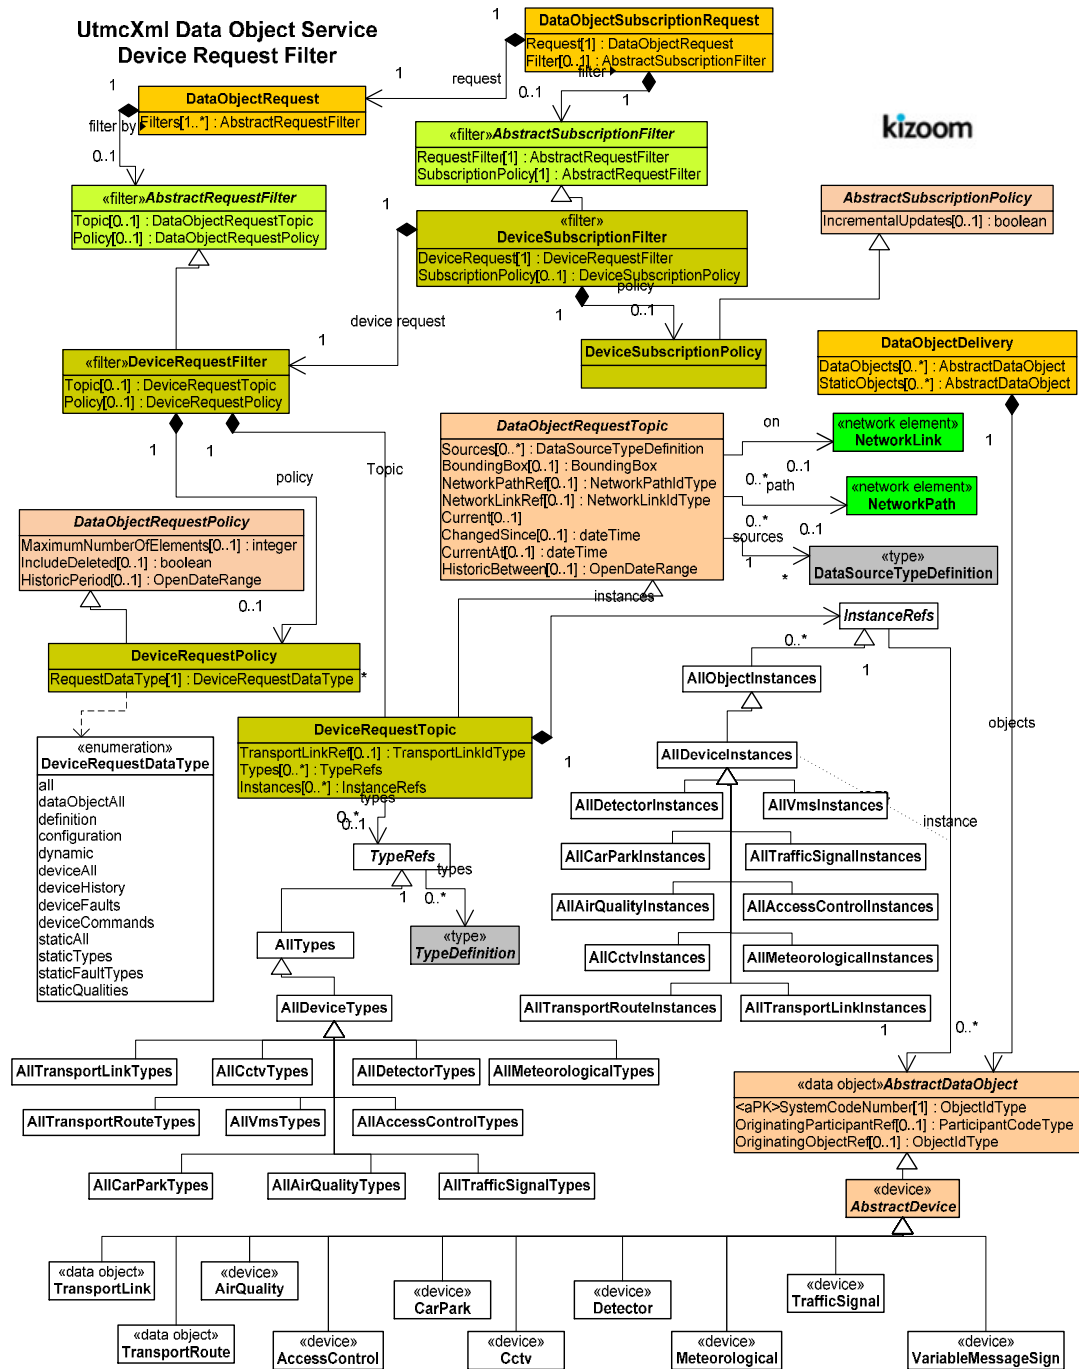 UtmcXml Data Object Service
Device Request Filter
1
DataObjectSubscriptionRequest
Request[1] : DataObjectRequest
Filter[0..1] : AbstractSubscriptionFilter
filter
1
request
0..1
1
1
DataObjectRequest
Filters[1..*] : AbstractRequestFilter
filter by
0..1
kizoom
«filter»AbstractSubscriptionFilter
RequestFilter[1] : AbstractRequestFilter
SubscriptionPolicy[1] : AbstractRequestFilter
«filter»AbstractRequestFilter
Topic[0..1] : DataObjectRequestTopic
Policy[0..1] : DataObjectRequestPolicy
AbstractSubscriptionPolicy
IncrementalUpdates[0..1] : boolean
1
«filter»
DeviceSubscriptionFilter
DeviceRequest[1] : DeviceRequestFilter
SubscriptionPolicy[0..1] : DeviceSubscriptionPolicy
policy
1
0..1
device request
1
DeviceSubscriptionPolicy
«filter»DeviceRequestFilter
Topic[0..1] : DeviceRequestTopic
Policy[0..1] : DeviceRequestPolicy
1
1
DataObjectDelivery
DataObjects[0..*] : AbstractDataObject
StaticObjects[0..*] : AbstractDataObject
1
DataObjectRequestTopic
Sources[0..*] : DataSourceTypeDefinition
BoundingBox[0..1] : BoundingBox
NetworkPathRef[0..1] : NetworkPathIdType
NetworkLinkRef[0..1] : NetworkLinkIdType
Current[0..1]
ChangedSince[0..1] : dateTime
CurrentAt[0..1] : dateTime
HistoricBetween[0..1] : OpenDateRange
on
«network element»
NetworkLink
0..1
0..*
path
«network element»
NetworkPath
0..*
0..1
sources
1
*
«type»
DataSourceTypeDefinition
policy
Topic
DataObjectRequestPolicy
MaximumNumberOfElements[0..1] : integer
IncludeDeleted[0..1] : boolean
HistoricPeriod[0..1] : OpenDateRange
0..1
instances
InstanceRefs
0..*
1
DeviceRequestPolicy
RequestDataType[1] : DeviceRequestDataType
*
AllObjectInstances
DeviceRequestTopic
TransportLinkRef[0..1] : TransportLinkIdType
Types[0..*] : TypeRefs
Instances[0..*] : InstanceRefs
1
types
0..*
0..1
objects
«enumeration»
DeviceRequestDataType
all
dataObjectAll
definition
configuration
dynamic
deviceAll
deviceHistory
deviceFaults
deviceCommands
staticAll
staticTypes
staticFaultTypes
staticQualities
AllDeviceInstances
AllDetectorInstances
AllVmsInstances
instance
AllCarParkInstances
AllTrafficSignalInstances
AllAirQualityInstances
AllAccessControlInstances
AllCctvInstances
AllMeteorologicalInstances
AllTransportRouteInstances
AllTransportLinkInstances
1
0..*
TypeRefs
types
1
0..*
«type»
TypeDefinition
AllTypes
AllDeviceTypes
AllTransportLinkTypes
AllCctvTypes
AllDetectorTypes
AllMeteorologicalTypes
AllTransportRouteTypes
AllVmsTypes
AllAccessControlTypes
AllCarParkTypes
AllAirQualityTypes
AllTrafficSignalTypes
«data object»AbstractDataObject
<aPK>SystemCodeNumber[1] : ObjectIdType
OriginatingParticipantRef[0..1] : ParticipantCodeType
OriginatingObjectRef[0..1] : ObjectIdType
«device»
AbstractDevice
«data object»
TransportLink
«device»
AirQuality
«device»
CarPark
«device»
Detector
«device»
TrafficSignal
«data object»
TransportRoute
«device»
AccessControl
«device»
Cctv
«device»
Meteorological
«device»
VariableMessageSign